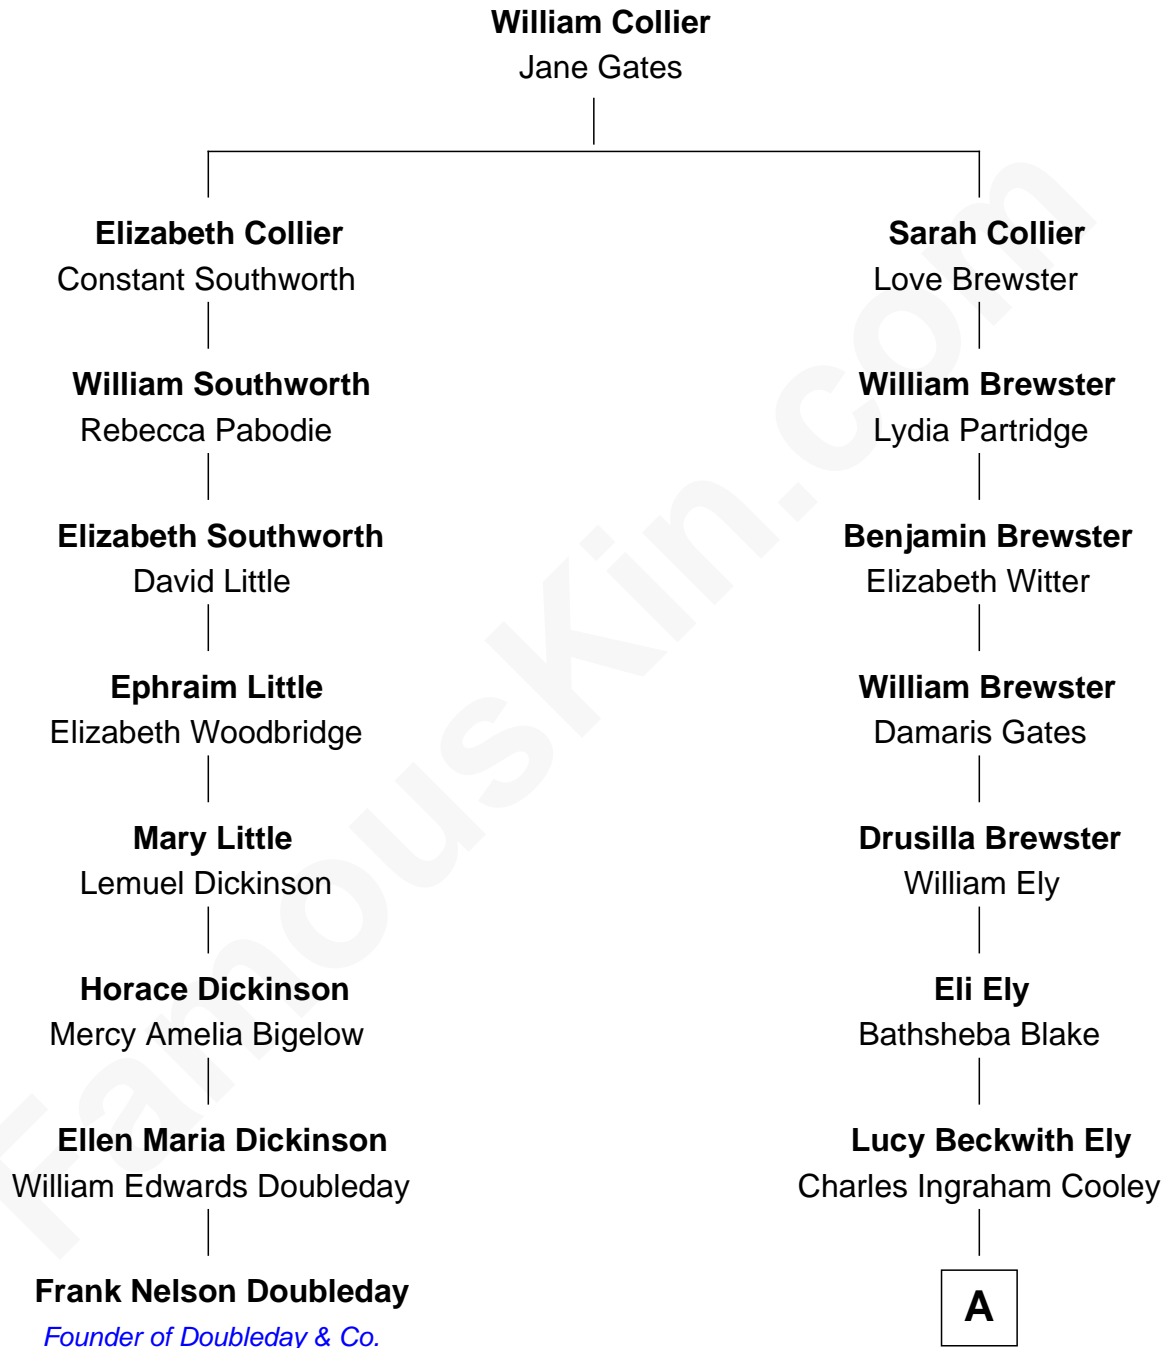 William Collier
Jane Gates
Elizabeth Collier
Constant Southworth
Sarah Collier
Love Brewster
William Southworth
Rebecca Pabodie
William Brewster
Lydia Partridge
Elizabeth Southworth
David Little
Benjamin Brewster
Elizabeth Witter
Ephraim Little
Elizabeth Woodbridge
William Brewster
Damaris Gates
Mary Little
Lemuel Dickinson
Drusilla Brewster
William Ely
Horace Dickinson
Mercy Amelia Bigelow
Eli Ely
Bathsheba Blake
Ellen Maria Dickinson
William Edwards Doubleday
Lucy Beckwith Ely
Charles Ingraham Cooley
Frank Nelson Doubleday
Founder of Doubleday & Co.
A
FamousKin.com